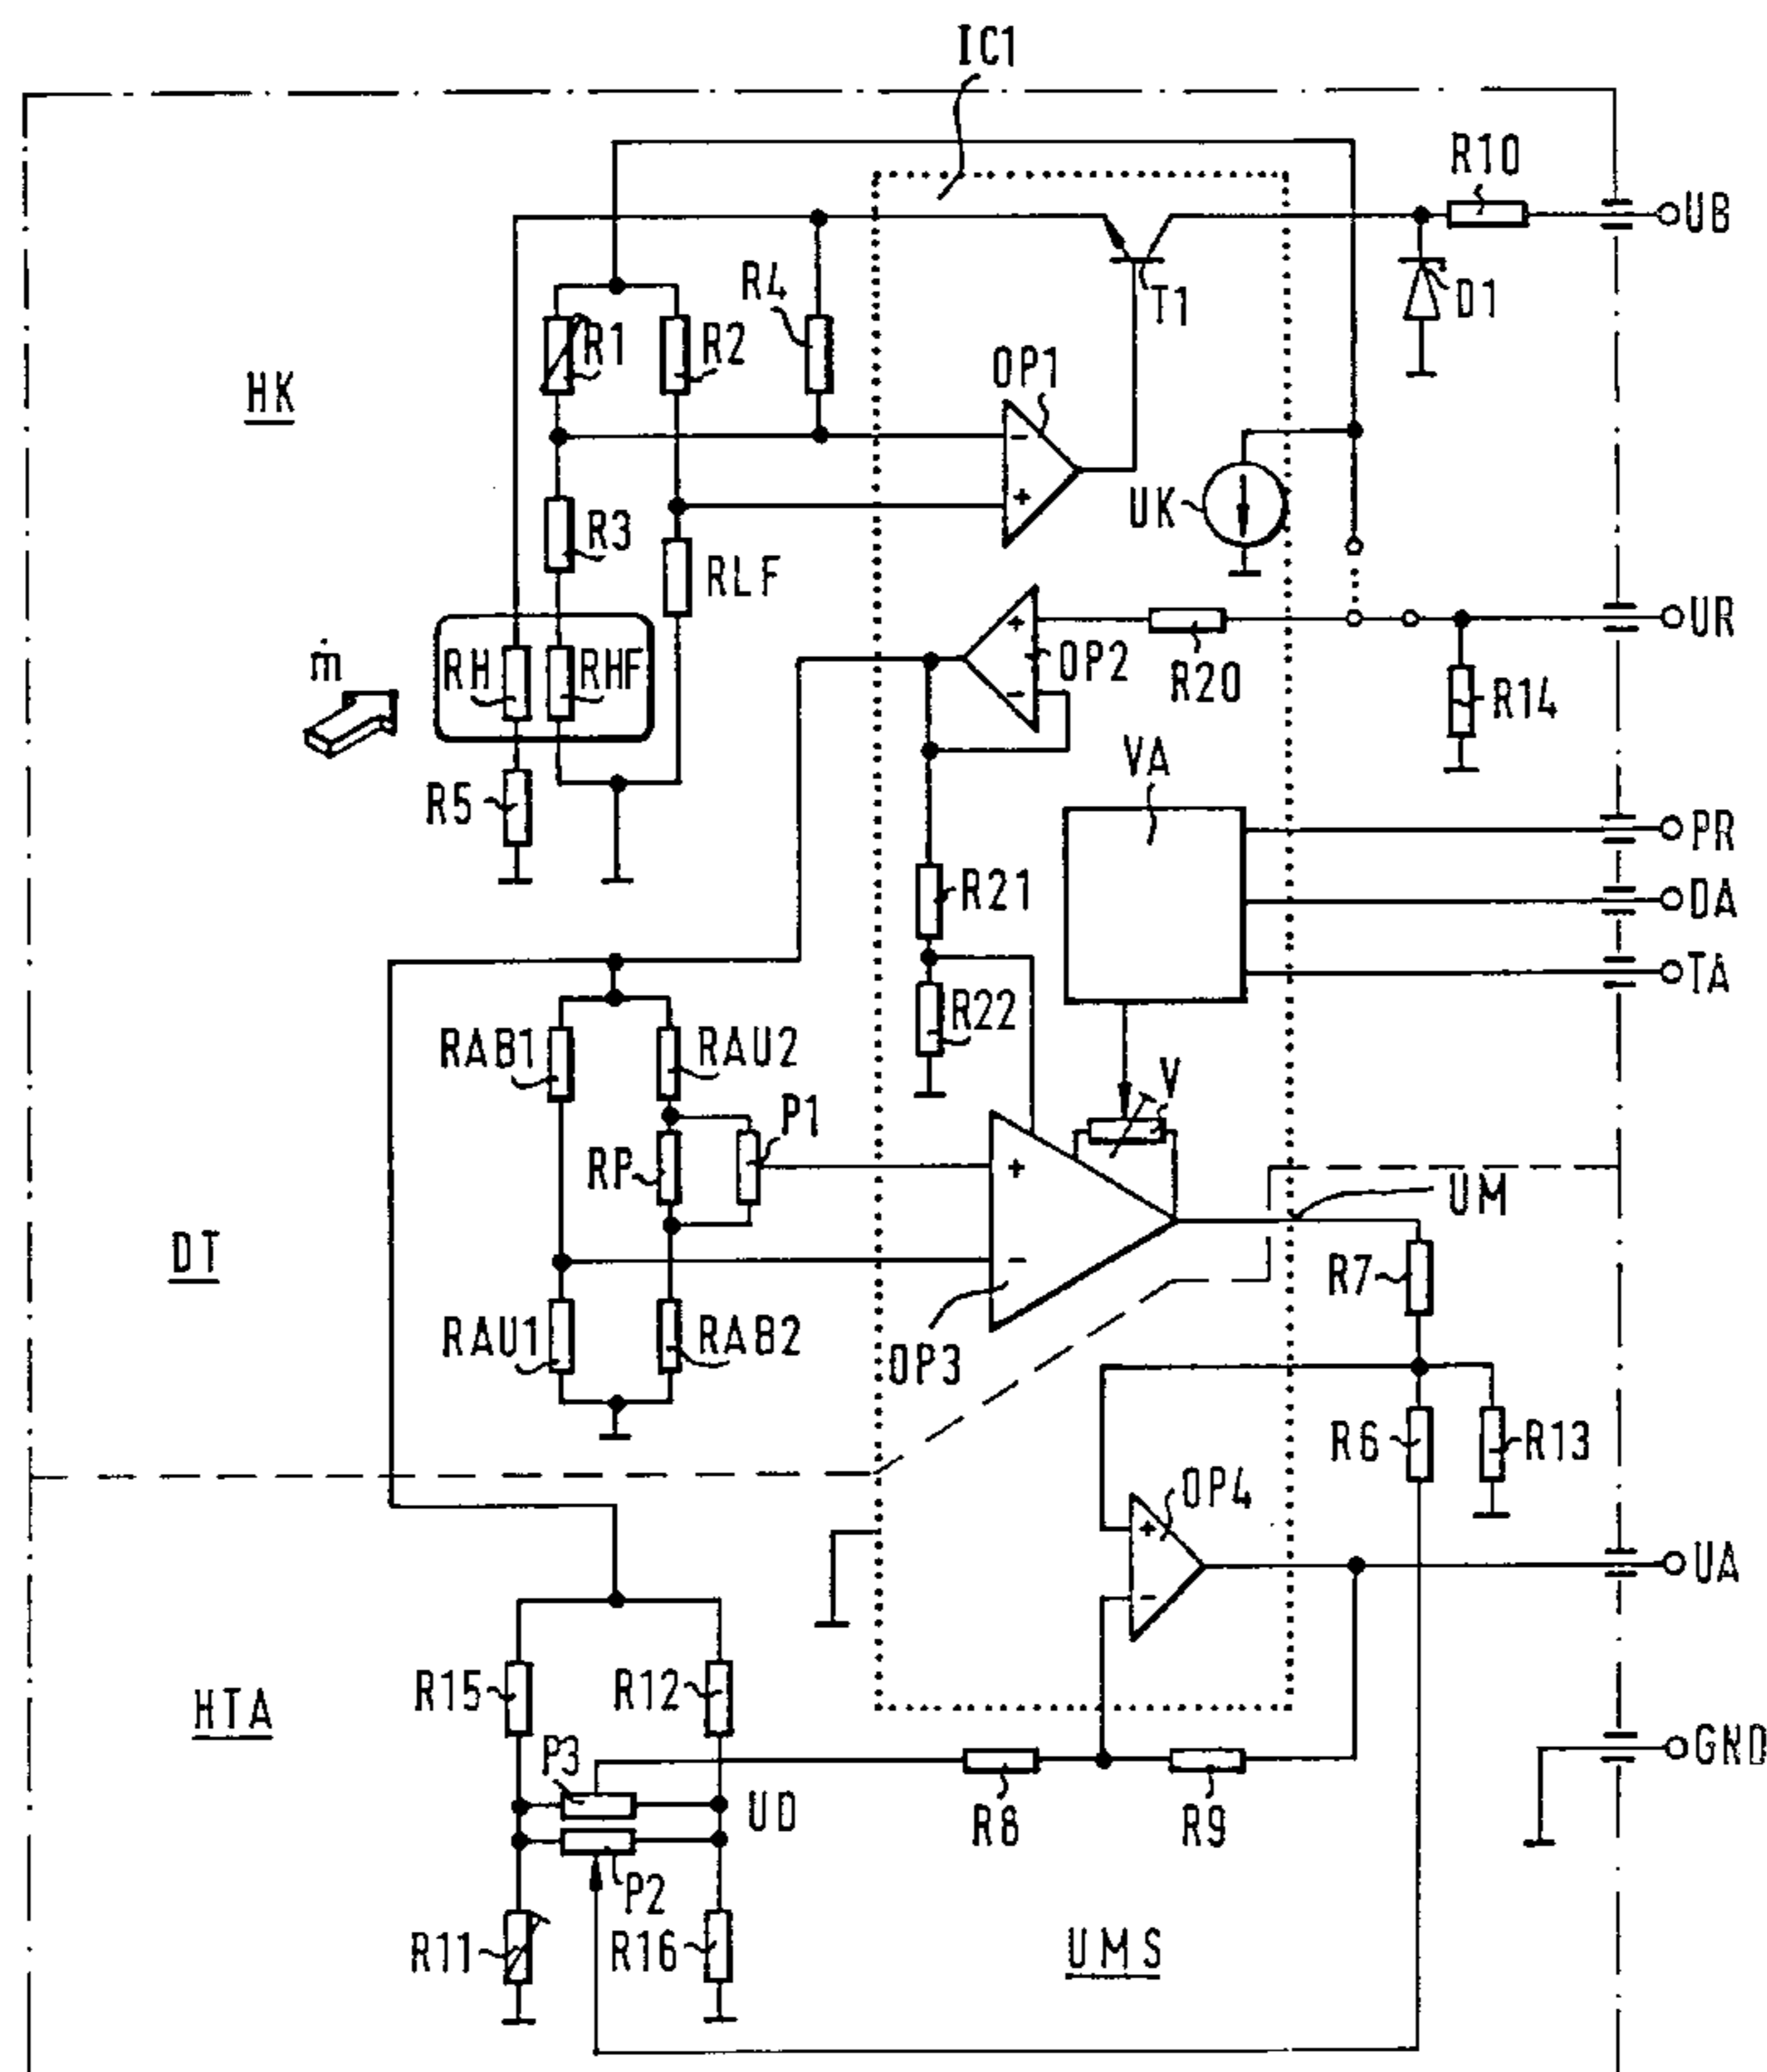 IC1
R10
UB
R4
T1
D1
R1
R2
OP1
HK
UK
R3
RLF
ṁ
RH
RHF
OP2
R20
UR
R14
R5
VA
PR
DA
TA
R21
R22
RAB1
RAU2
P1
V
RP
UM
DT
R7
RAU1
RAB2
OP3
R6
R13
OP4
UA
R15
R12
HTA
P3
UD
R8
R9
GND
P2
R11
R16
UMS